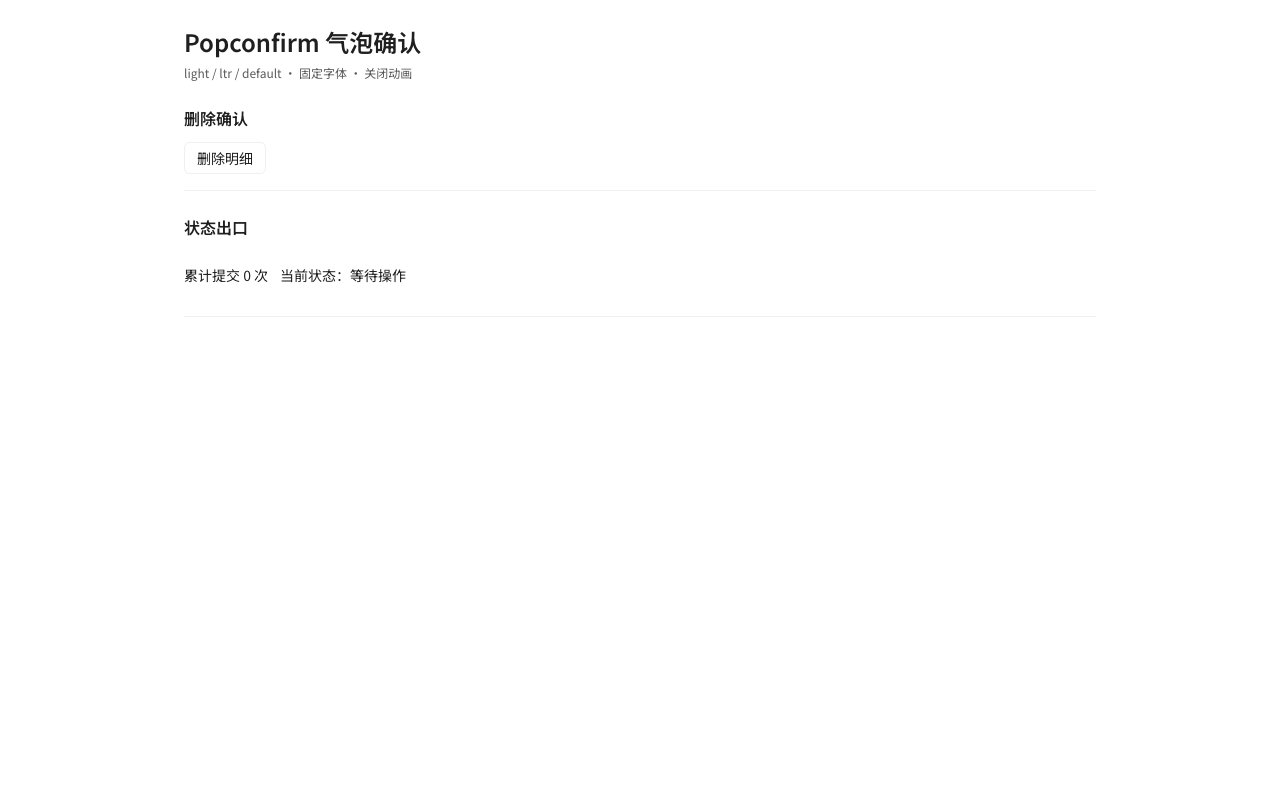 Popconfirm 气泡确认
light / ltr / default ・ 固定字体 ・ 关闭动画
删除确认
删除明细
状态出口
累计提交 0 次 当前状态：等待操作